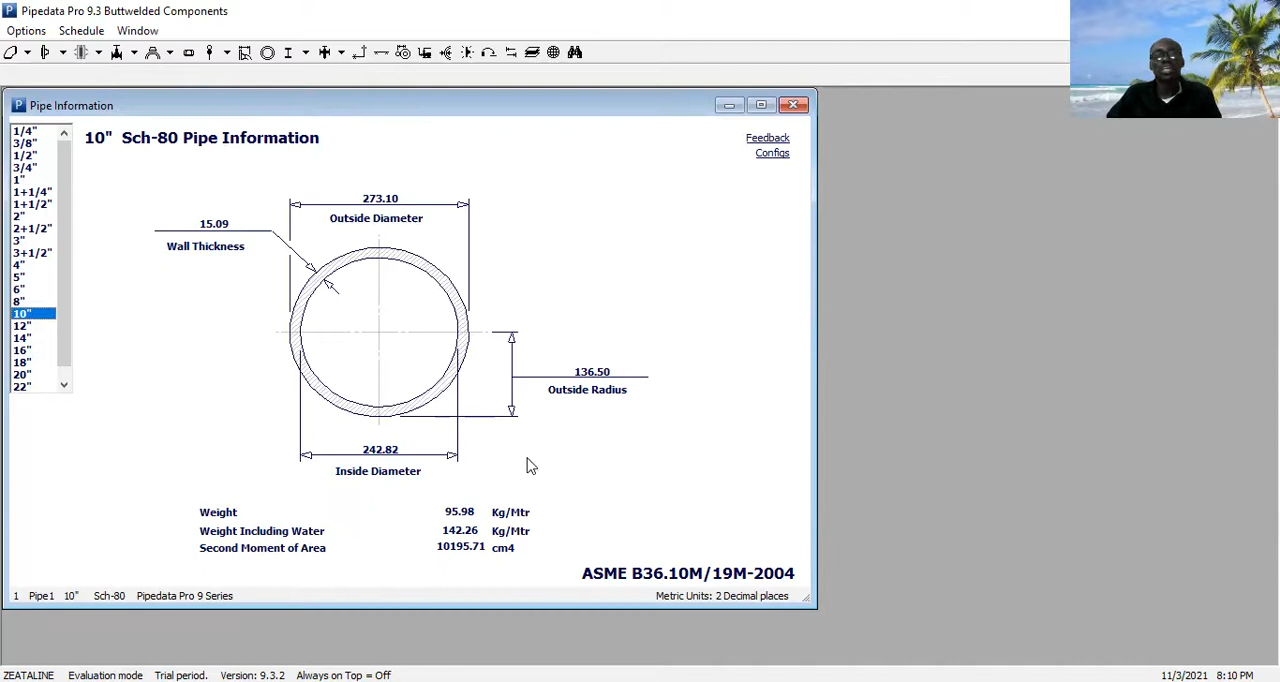 Pipedata Pro 9.3 Buttwelded Components
Options Schedule Window
Pipe Information
1/4"
3/8"
1/2"
3/4"
1"
1+1/4"
1+1/2"
2"
2+1/2"
3"
3+1/2"
4"
5"
6"
8"
10"
12"
14"
16"
18"
20"
22"
10" Sch-80 Pipe Information
Feedback
Configs
273.10
Outside Diameter
15.09
Wall Thickness
136.50
Outside Radius
242.82
Inside Diameter
Weight 95.98 Kg/Mtr
Weight Including Water 142.26 Kg/Mtr
Second Moment of Area 10195.71 cm4
ASME B36.10M/19M-2004
1 Pipe1 10" Sch-80 Pipedata Pro 9 Series Metric Units: 2 Decimal places
ZEATALINE Evaluation mode Trial period. Version: 9.3.2 Always on Top = Off 11/3/2021 8:10 PM